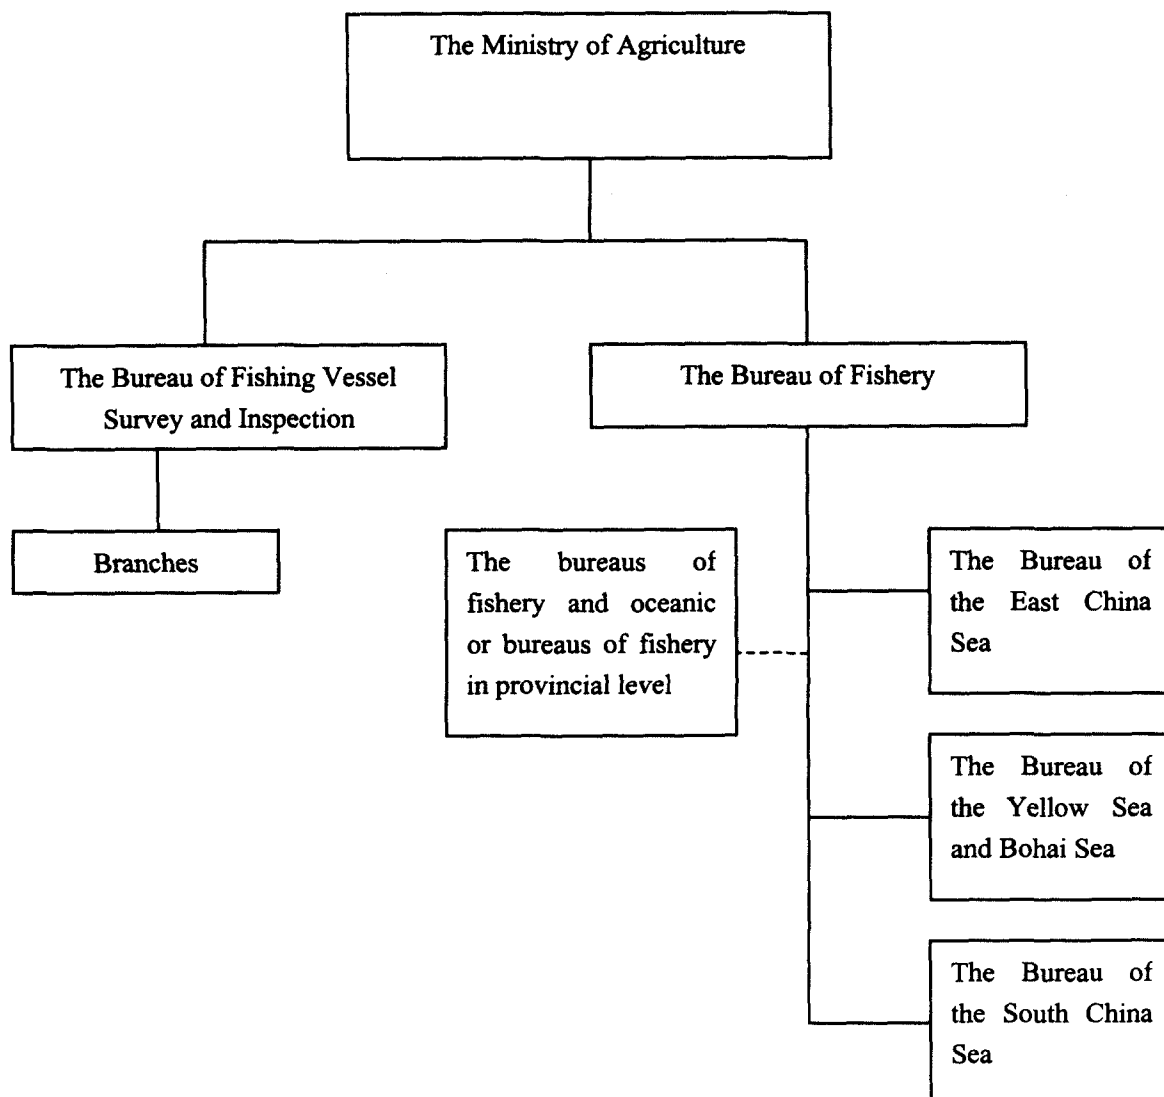 The Ministry of Agriculture
The Bureau of Fishing Vessel
Survey and Inspection
The Bureau of Fishery
Branches
The bureaus of
fishery and oceanic
or bureaus of fishery
in provincial level
The Bureau of
the East China
Sea
The Bureau of
the Yellow Sea
and Bohai Sea
The Bureau of
the South China
Sea